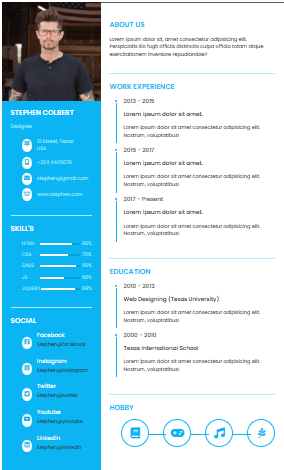 STEPHEN COLBERT
Designer
21 Street, Texas
USA
+324 4445678
stephen@gmail.com
www.stephen.com
SKILL'S
HTML
CSS
SASS
JS
JQUERY
SOCIAL
Facebook
Stephen@facebook
Instagram
Stephen@instagram
Twitter
Stephen@twitter
Youtube
Stephen@youtube
Linkedin
Stephen@linkedin
ABOUT US
Lorem ipsum dolor sit amet consectetur adipisicing elit.
Perspiciatis illo fugit officia distinctio culpa officia totam atque
exercitationem inventore repudiandae?
WORK EXPERIENCE
2013 - 2015
Lorem ipsum dolor sit amet.
Lorem ipsum dolor sit amet consectetur adipisicing elit.
Nostrum, voluptatibus!
2015 - 2017
Lorem ipsum dolor sit amet.
Lorem ipsum dolor sit amet consectetur adipisicing elit.
Nostrum, voluptatibus!
2017 - Present
Lorem ipsum dolor sit amet.
Lorem ipsum dolor sit amet consectetur adipisicing elit.
Nostrum, voluptatibus!
EDUCATION
2010 - 2013
Web Designing (Texas University)
Lorem ipsum dolor sit amet consectetur adipisicing elit.
Nostrum, voluptatibus!
2000 - 2010
Texas International School
Lorem ipsum dolor sit amet consectetur adipisicing elit.
Nostrum, voluptatibus!
HOBBY